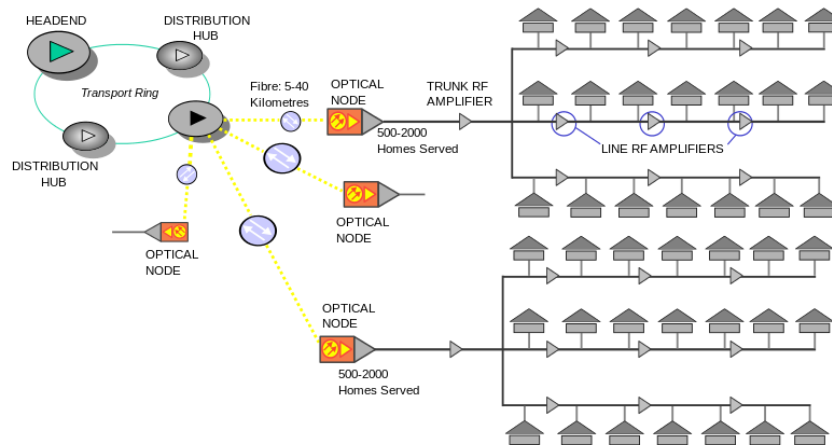 HEADEND
DISTRIBUTION
HUB
Transport Ring
Fibre: 5-40
Kilometres
OPTICAL
NODE
TRUNK RF
AMPLIFIER
500-2000
Homes Served
LINE RF AMPLIFIERS
DISTRIBUTION
HUB
OPTICAL
NODE
OPTICAL
NODE
OPTICAL
NODE
500-2000
Homes Served